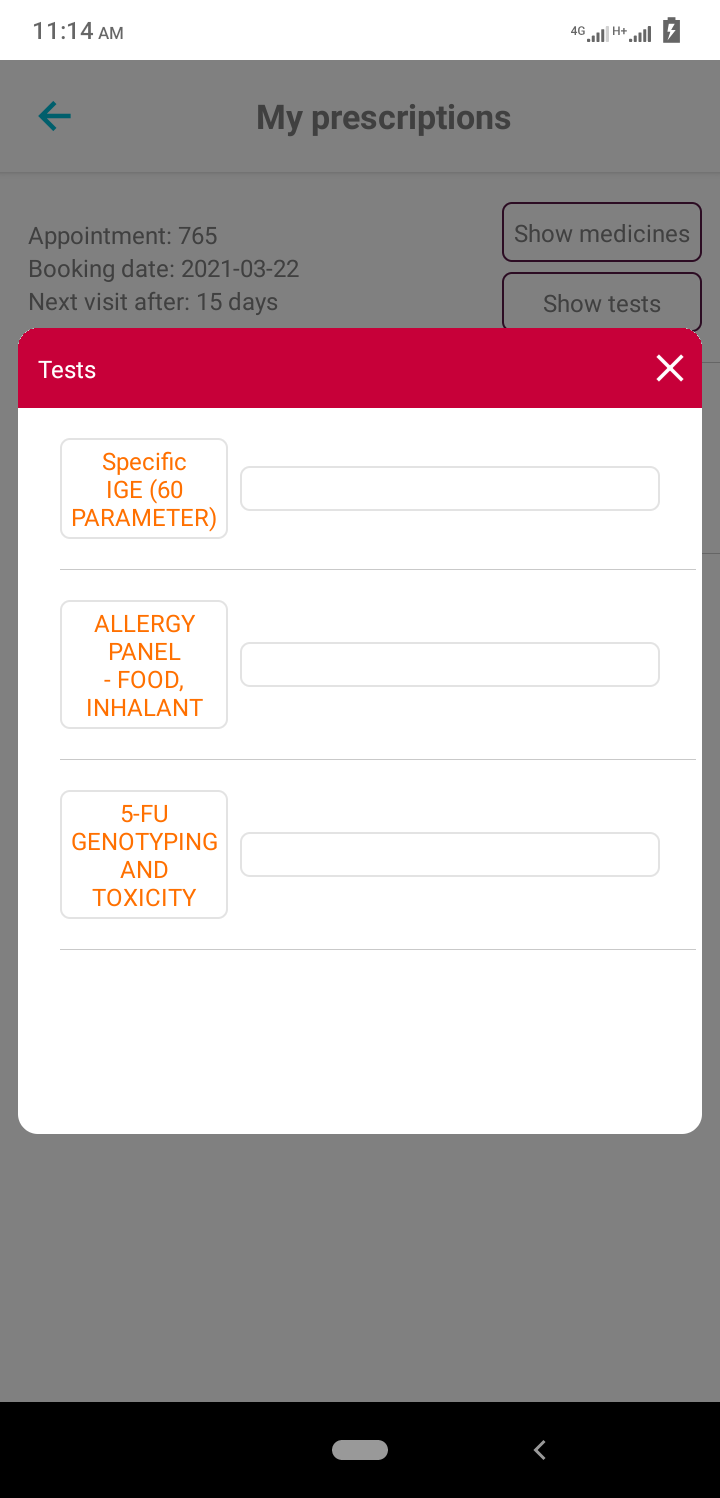 11:14 AM
4G H+
My prescriptions
Appointment: 765
Booking date: 2021-03-22
Next visit after: 15 days
Show medicines
Show tests
Tests
Specific
IGE (60
PARAMETER)
ALLERGY
PANEL
- FOOD,
INHALANT
5-FU
GENOTYPING
AND
TOXICITY